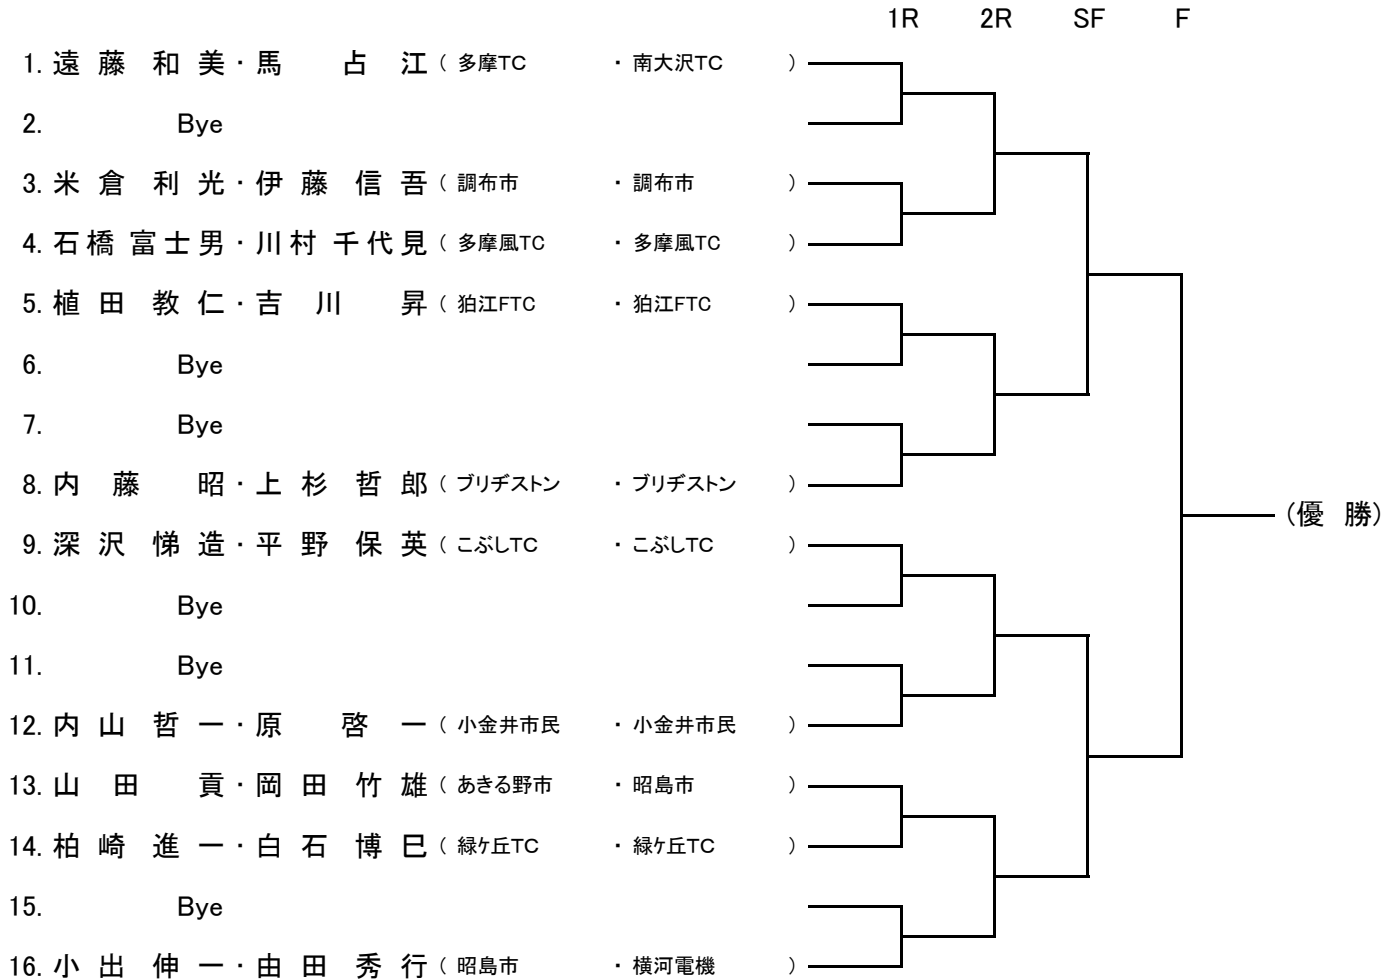 1R 2R SF F
1. 遠藤 和美・馬 占江 ( 多摩TC ・ 南大沢TC )
2. Bye
3. 米倉 利光・伊藤 信吾 ( 調布市 ・ 調布市 )
4. 石橋 富士男・川村 千代見 ( 多摩風TC ・ 多摩風TC )
5. 植田 教仁・吉川 昇 ( 狛江FTC ・ 狛江FTC )
6. Bye
7. Bye
8. 内藤 昭・上杉 哲郎 ( ブリヂストン ・ ブリヂストン )
(優 勝)
9. 深沢 悌造・平野 保英 ( こぶしTC ・ こぶしTC )
10. Bye
11. Bye
12. 内山 哲一・原 啓一 ( 小金井市民 ・ 小金井市民 )
13. 山田 貢・岡田 竹雄 ( あきる野市 ・ 昭島市 )
14. 柏崎 進一・白石 博巳 ( 緑ケ丘TC ・ 緑ケ丘TC )
15. Bye
16. 小出 伸一・由田 秀行 ( 昭島市 ・ 横河電機 )